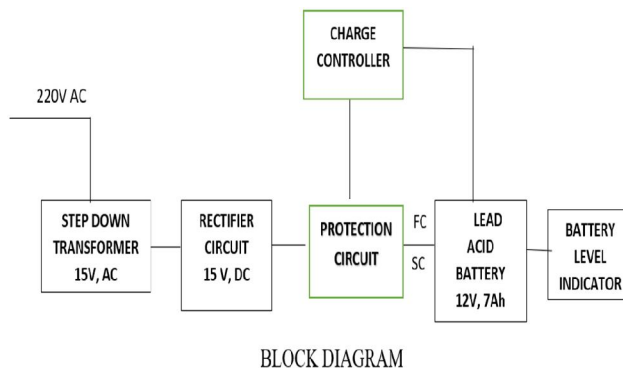 CHARGE
CONTROLLER
220V AC
STEP DOWN
TRANSFORMER
15V, AC
RECTIFIER
CIRCUIT
15 V, DC
PROTECTION
CIRCUIT
FC
SC
LEAD
ACID
BATTERY
12V, 7Ah
BATTERY
LEVEL
INDICATOR
BLOCK DIAGRAM